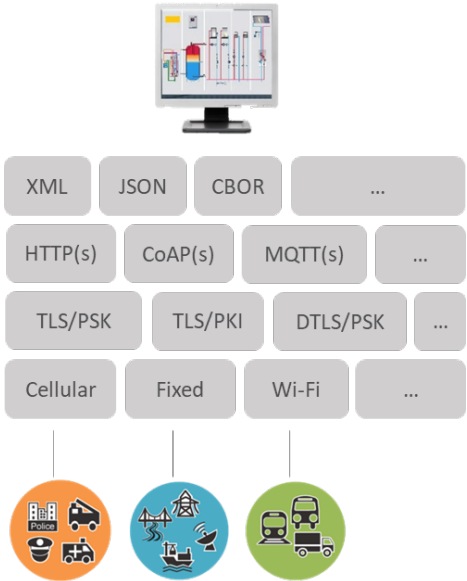 XML JSON CBOR ...
HTTP(s) CoAP(s) MQTT(s) ...
TLS/PSK TLS/PKI DTLS/PSK ...
Cellular Fixed Wi-Fi ...
Police